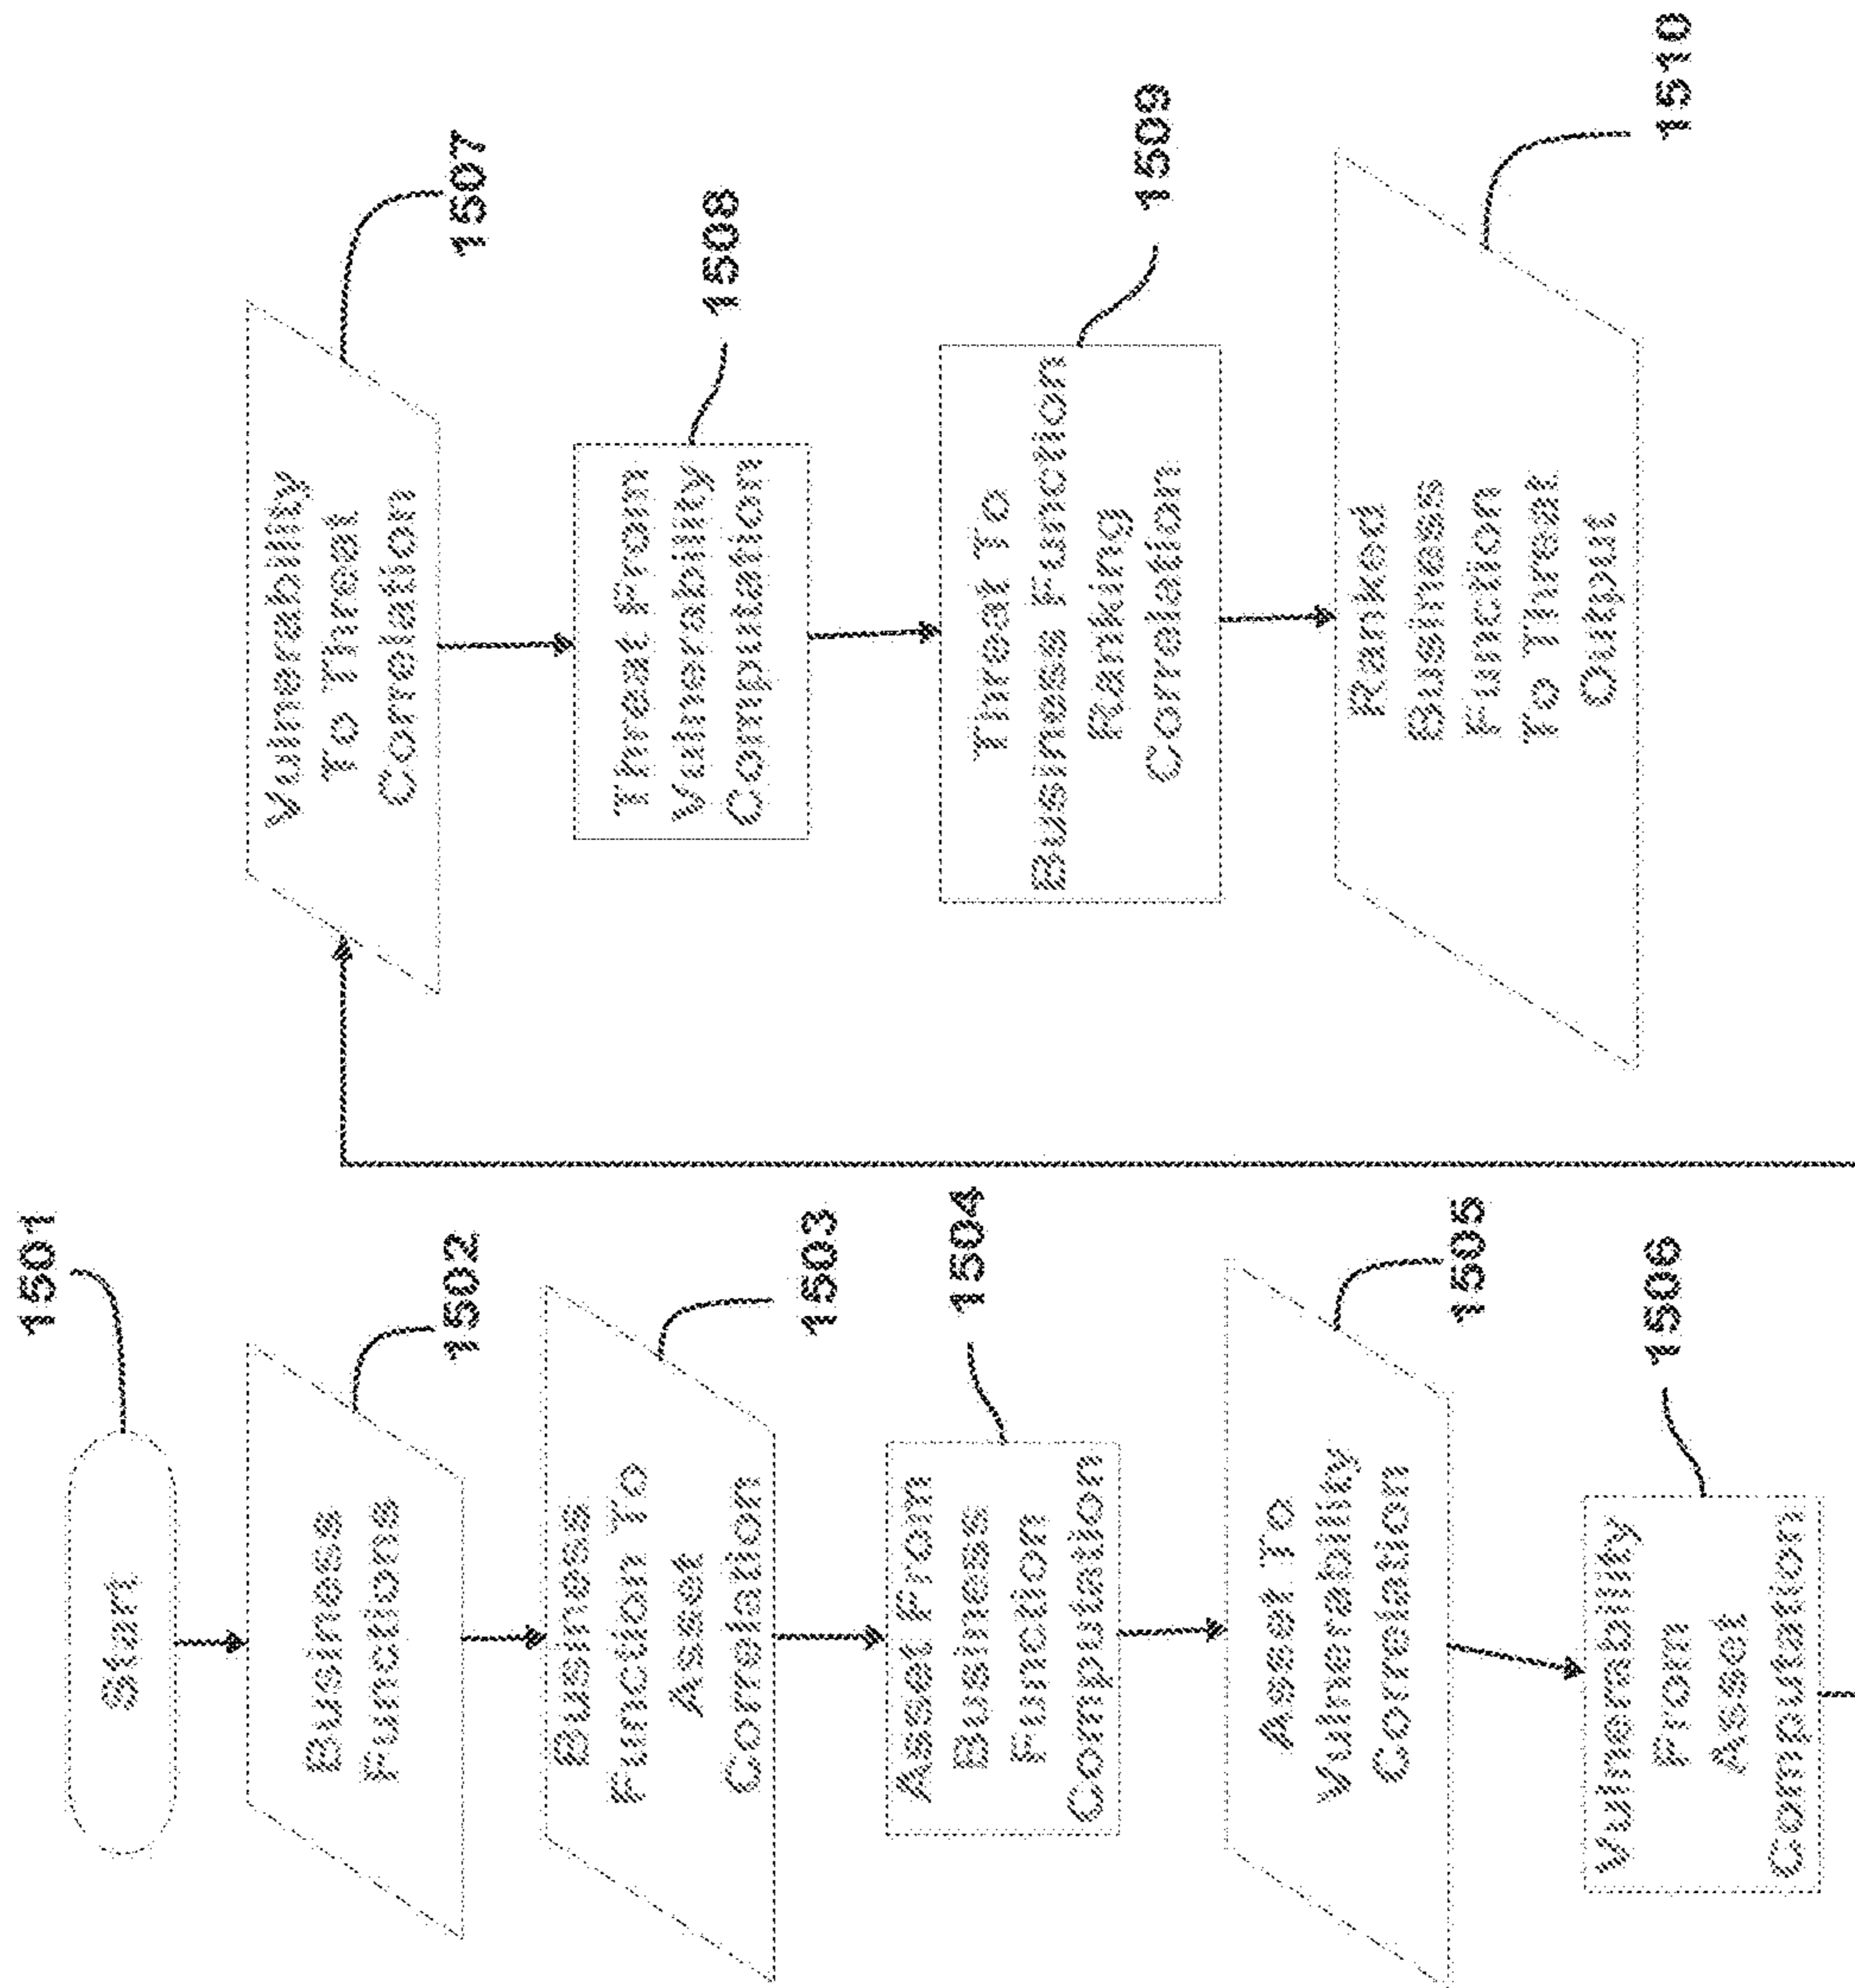 1501
Start
1502
Business
Functions
1503
Business
Function To
Asset
Correlation
1504
Asset From
Business
Function
Computation
1505
Asset To
Vulnerability
Correlation
1506
Vulnerability
From
Asset
Computation
1507
Vulnerability
To Threat
Correlation
1508
Threat From
Vulnerability
Computation
1509
Threat To
Business Function
Ranking
Correlation
1510
Ranked
Business
Function
To Threat
Output